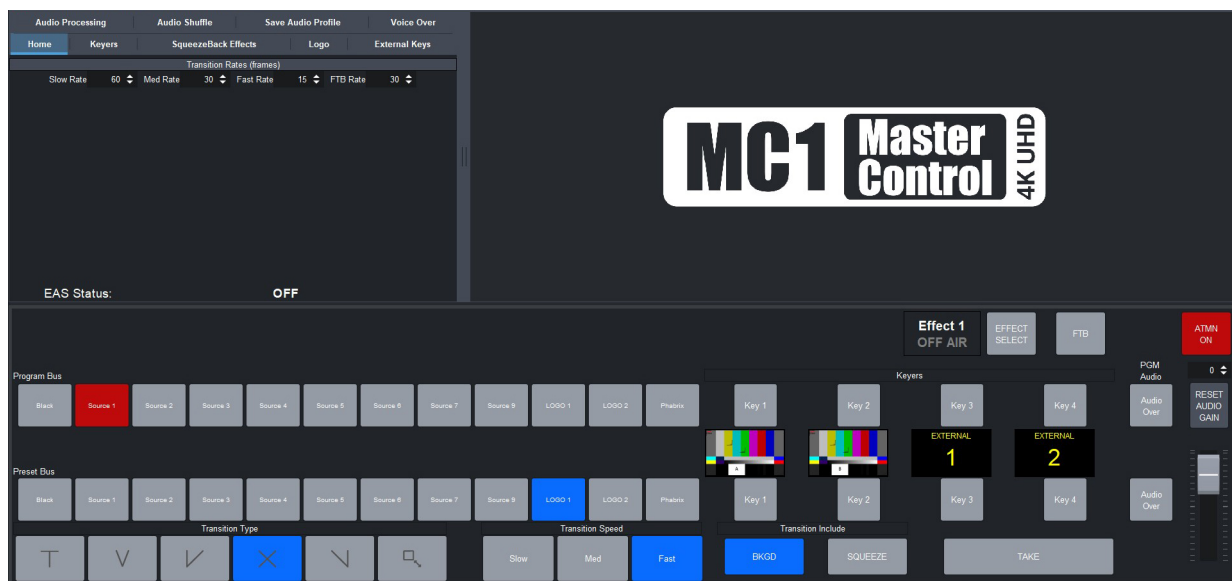 Audio Processing Audio Shuffle Save Audio Profile Voice Over
Home Keyers SqueezeBack Effects Logo External Keys
Transition Rates (frames)
Slow Rate 60 Med Rate 30 Fast Rate 15 FTB Rate 30
MC1 Master Control 4K UHD
EAS Status: OFF
Effect 1
OFF AIR
EFFECT SELECT
FTB
ATMN ON
Program Bus
Keyers
PGM Audio
0
Black Source 1 Source 2 Source 3 Source 4 Source 5 Source 6 Source 7 Source 9 LOGO 1 LOGO 2 Phabrix
Key 1 Key 2 Key 3 Key 4
Audio Over
RESET AUDIO GAIN
A
B
EXTERNAL
1
EXTERNAL
2
Preset Bus
Black Source 1 Source 2 Source 3 Source 4 Source 5 Source 6 Source 7 Source 9 LOGO 1 LOGO 2 Phabrix
Key 1 Key 2 Key 3 Key 4
Audio Over
Transition Type Transition Speed Transition Include
Slow Med Fast
BKGD SQUEEZE TAKE